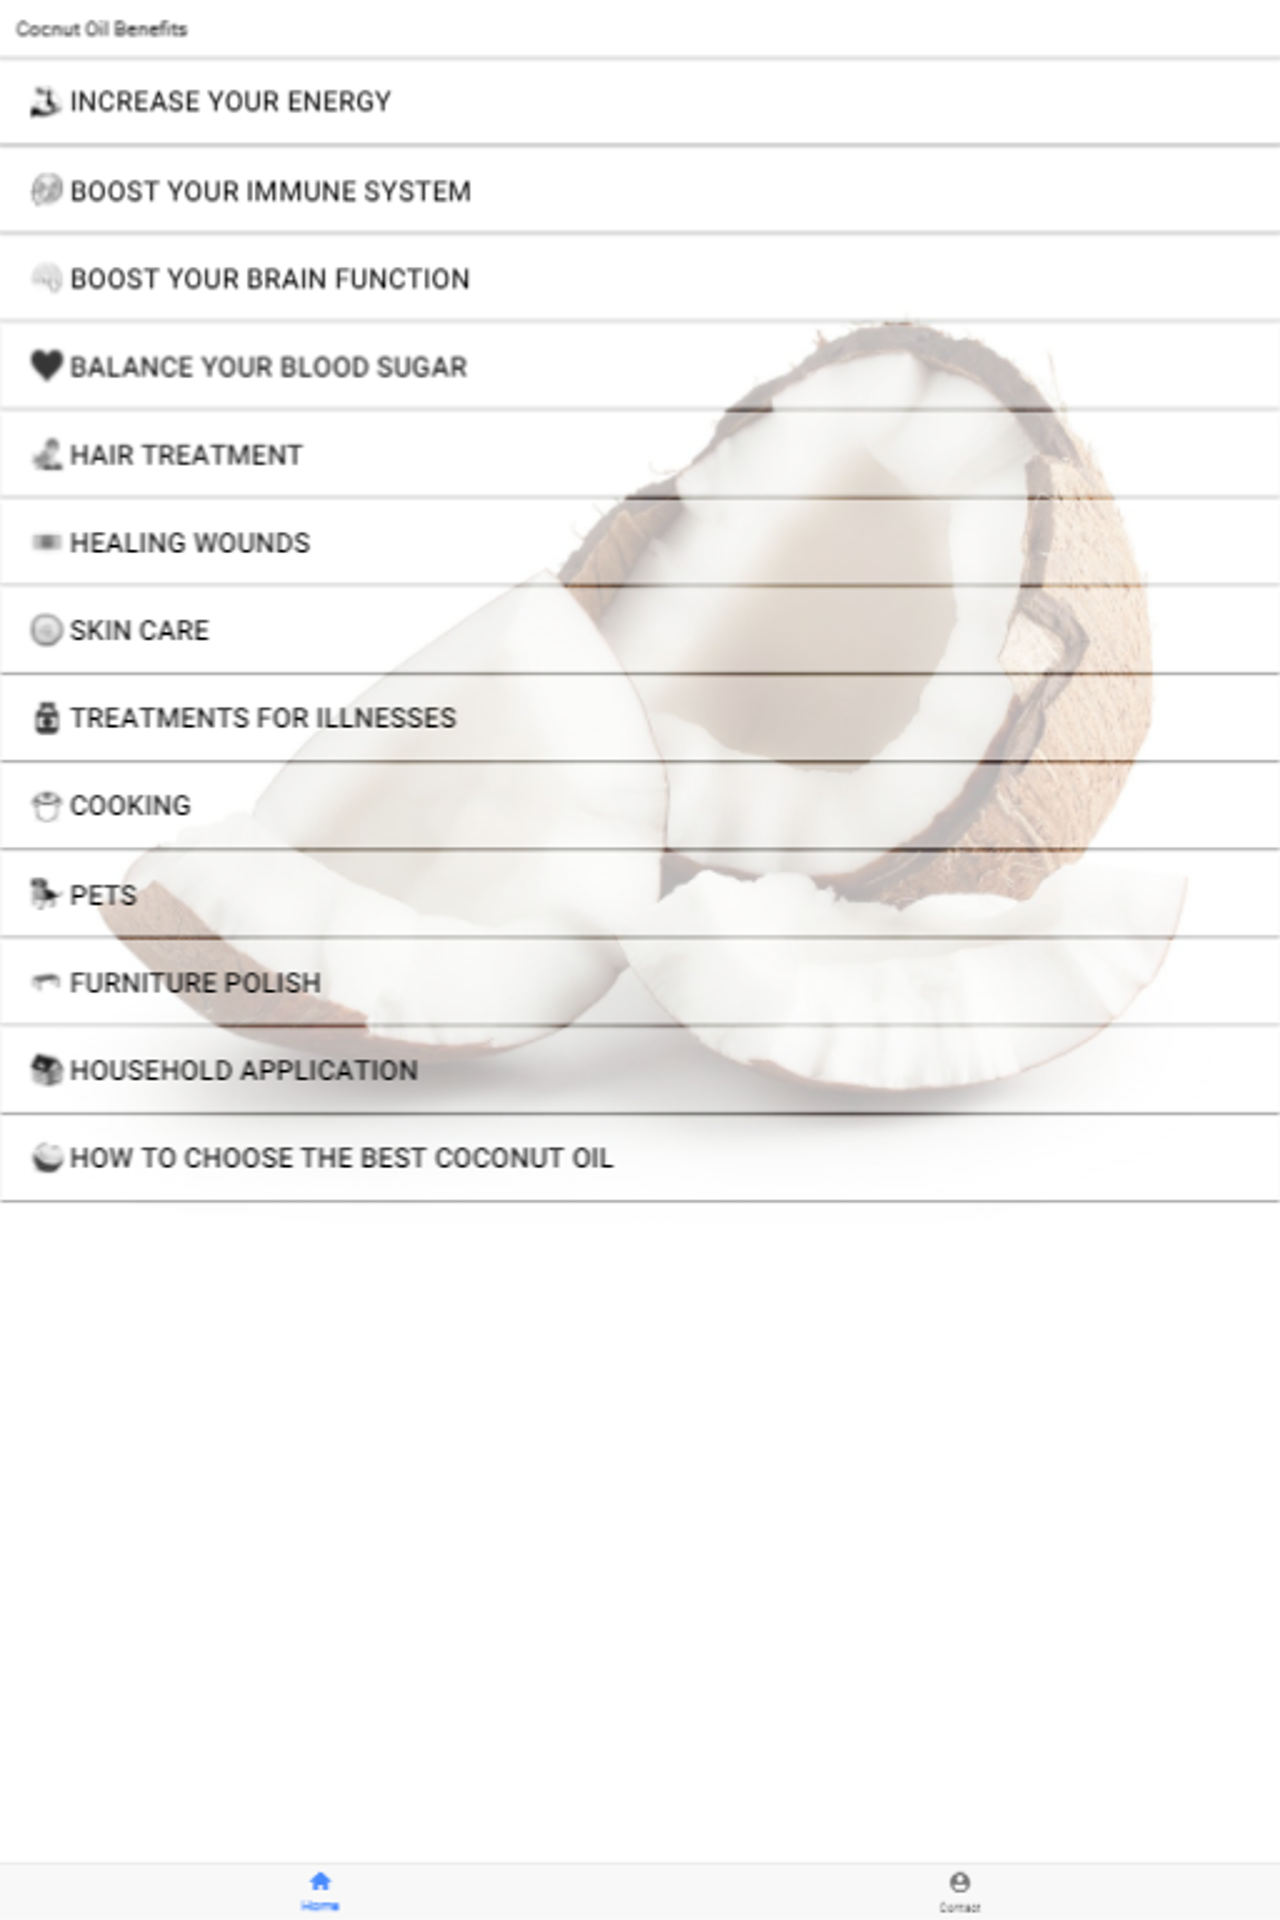 Cocnut Oil Benefits
INCREASE YOUR ENERGY
BOOST YOUR IMMUNE SYSTEM
BOOST YOUR BRAIN FUNCTION
BALANCE YOUR BLOOD SUGAR
HAIR TREATMENT
HEALING WOUNDS
SKIN CARE
TREATMENTS FOR ILLNESSES
COOKING
PETS
FURNITURE POLISH
HOUSEHOLD APPLICATION
HOW TO CHOOSE THE BEST COCONUT OIL
Home
Contact